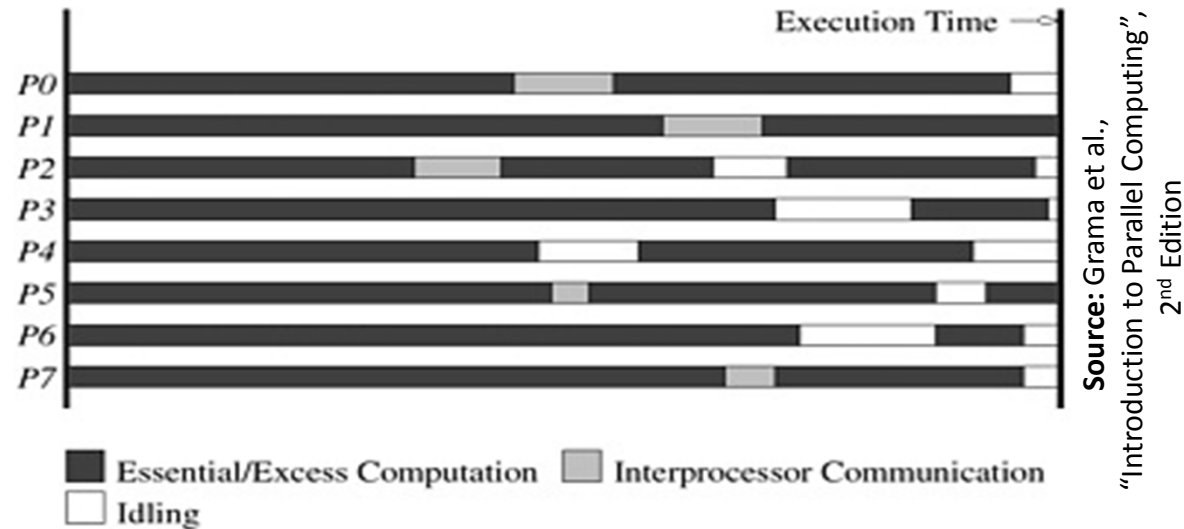 Execution Time
P0
P1
P2
P3
P4
P5
P6
P7
Essential/Excess Computation
Interprocessor Communication
Idling
Source: Grama et al.,
“Introduction to Parallel Computing”,
2nd Edition